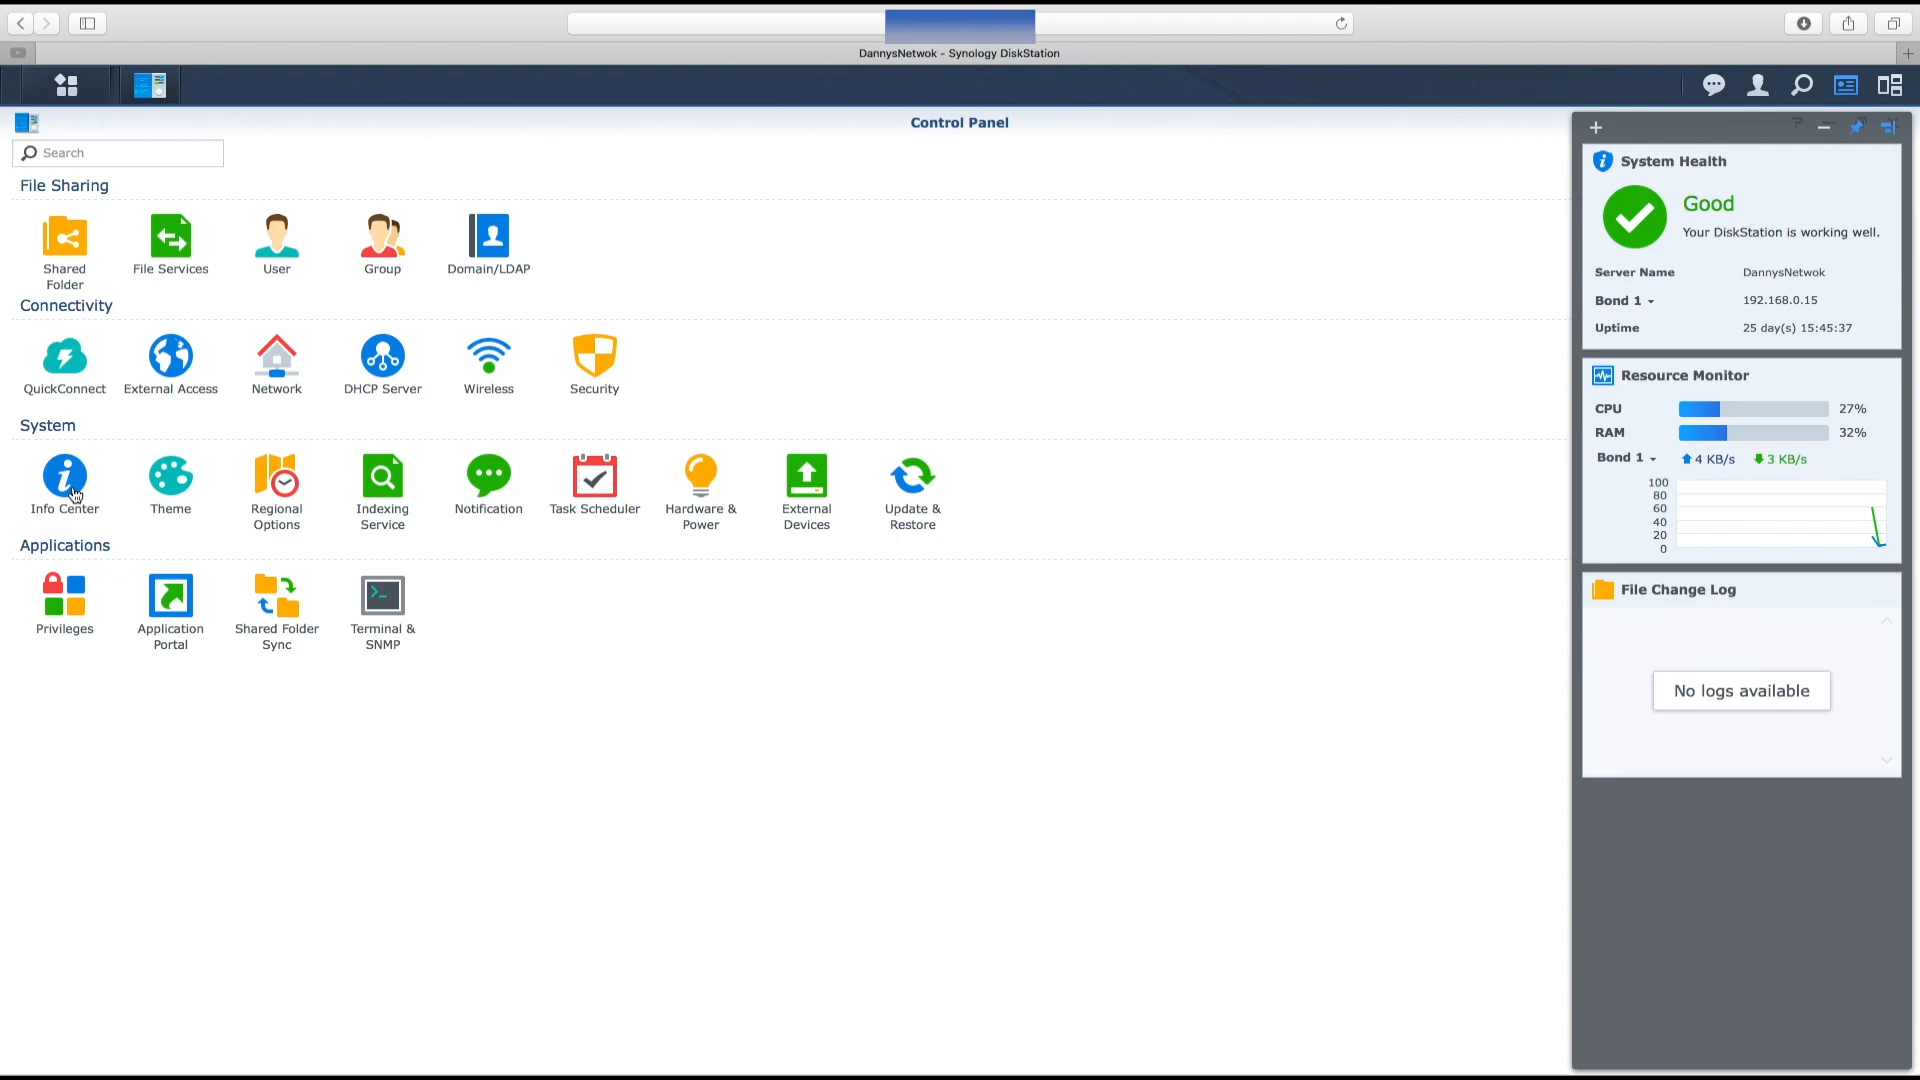 DannysNetwok - Synology DiskStation
Control Panel
Search
File Sharing
Shared Folder
File Services
User
Group
Domain/LDAP
Connectivity
QuickConnect
External Access
Network
DHCP Server
Wireless
Security
System
Info Center
Theme
Regional Options
Indexing Service
Notification
Task Scheduler
Hardware & Power
External Devices
Update & Restore
Applications
Privileges
Application Portal
Shared Folder Sync
Terminal & SNMP
System Health
Good
Your DiskStation is working well.
Server Name DannysNetwok
Bond 1 192.168.0.15
Uptime 25 day(s) 15:45:37
Resource Monitor
CPU 27%
RAM 32%
Bond 1 4 KB/s 3 KB/s
100
80
60
40
20
0
File Change Log
No logs available